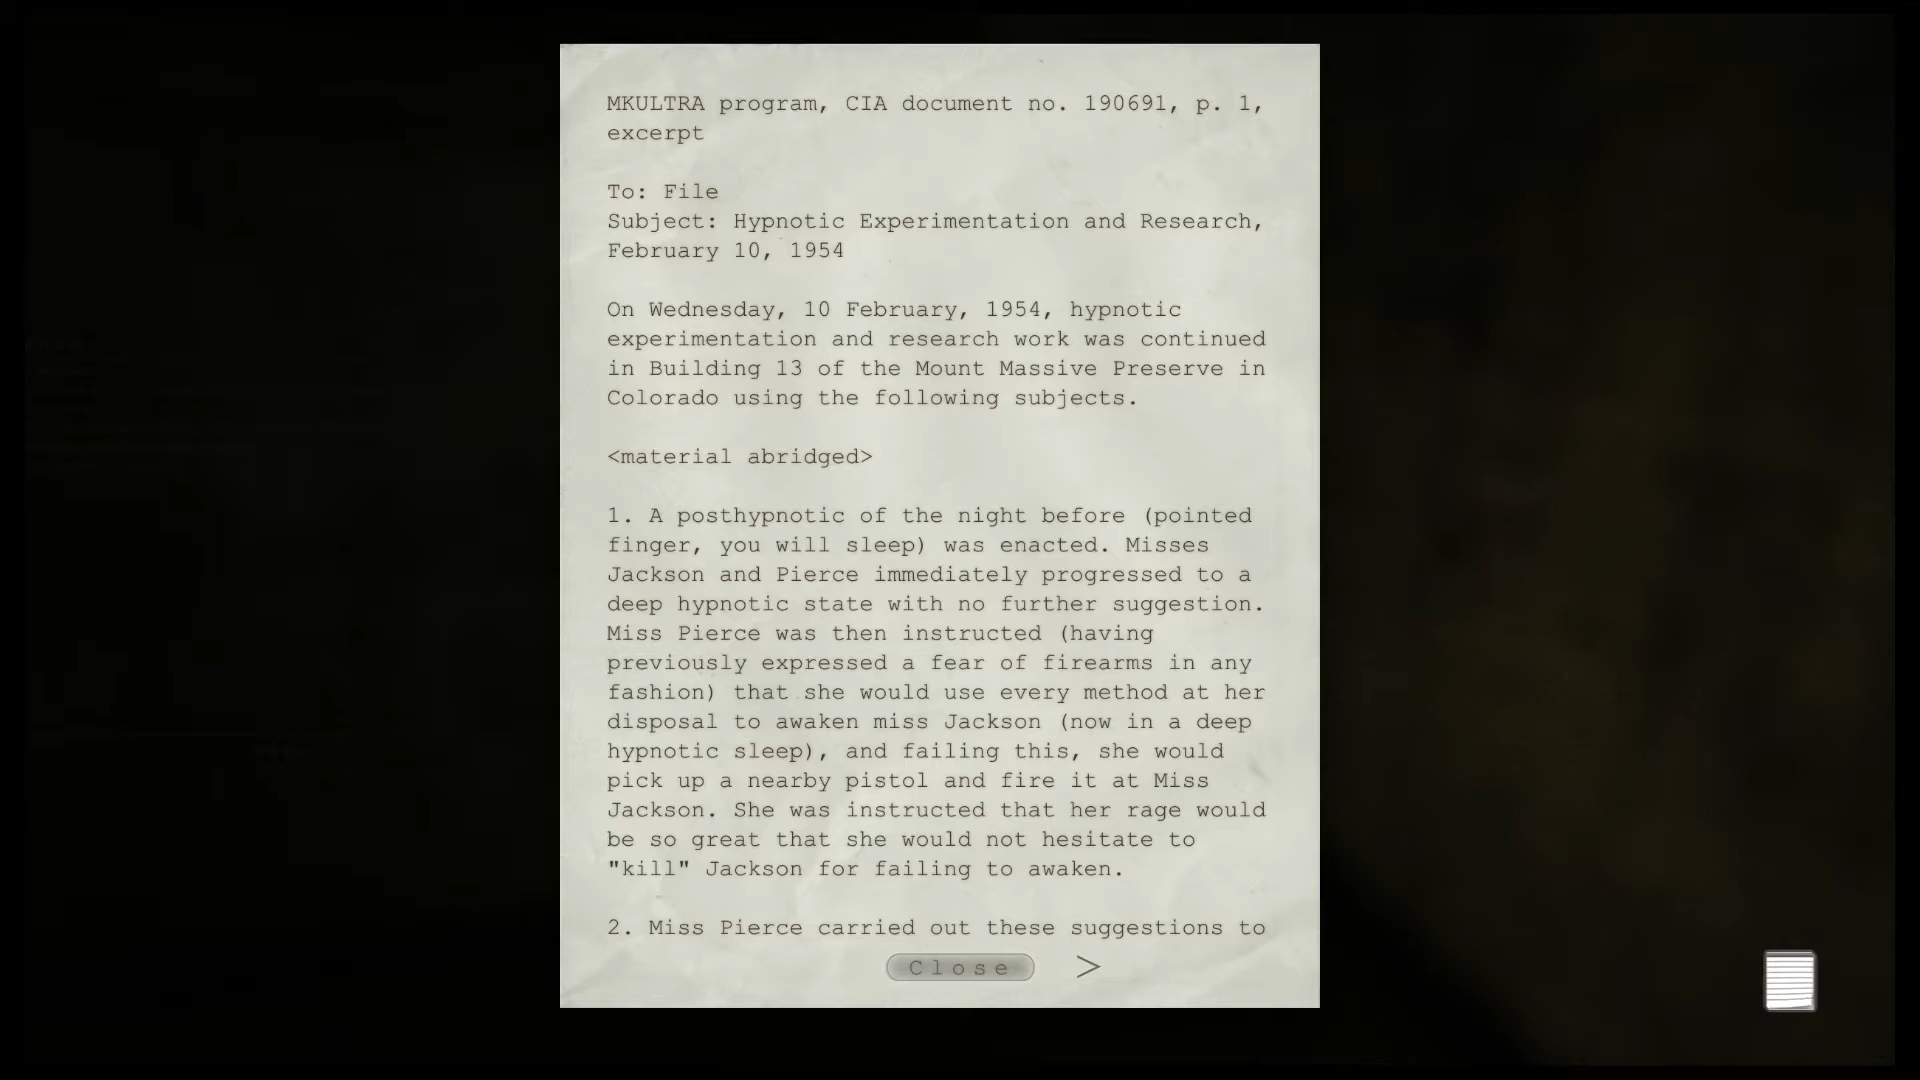 MKULTRA program, CIA document no. 190691, p. 1,
excerpt
To: File
Subject: Hypnotic Experimentation and Research,
February 10, 1954
On Wednesday, 10 February, 1954, hypnotic
experimentation and research work was continued
in Building 13 of the Mount Massive Preserve in
Colorado using the following subjects.
<material abridged>
1. A posthypnotic of the night before (pointed
finger, you will sleep) was enacted. Misses
Jackson and Pierce immediately progressed to a
deep hypnotic state with no further suggestion.
Miss Pierce was then instructed (having
previously expressed a fear of firearms in any
fashion) that she would use every method at her
disposal to awaken miss Jackson (now in a deep
hypnotic sleep), and failing this, she would
pick up a nearby pistol and fire it at Miss
Jackson. She was instructed that her rage would
be so great that she would not hesitate to
"kill" Jackson for failing to awaken.
2. Miss Pierce carried out these suggestions to
Close >